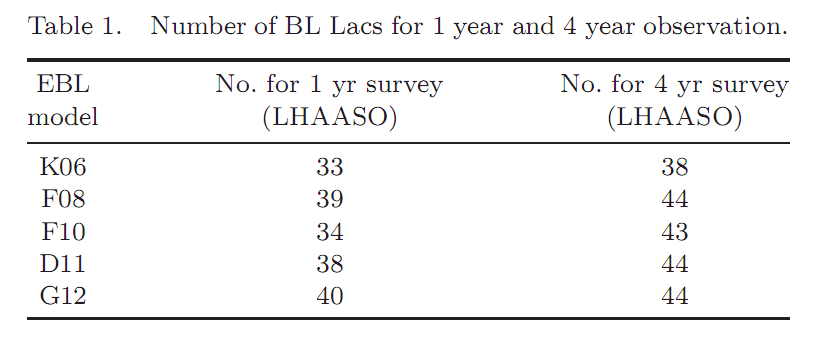 Table 1. Number of BL Lacs for 1 year and 4 year observation.
EBL No. for 1 yr survey No. for 4 yr survey
model (LHAASO) (LHAASO)
K06 33 38
F08 39 44
F10 34 43
D11 38 44
G12 40 44